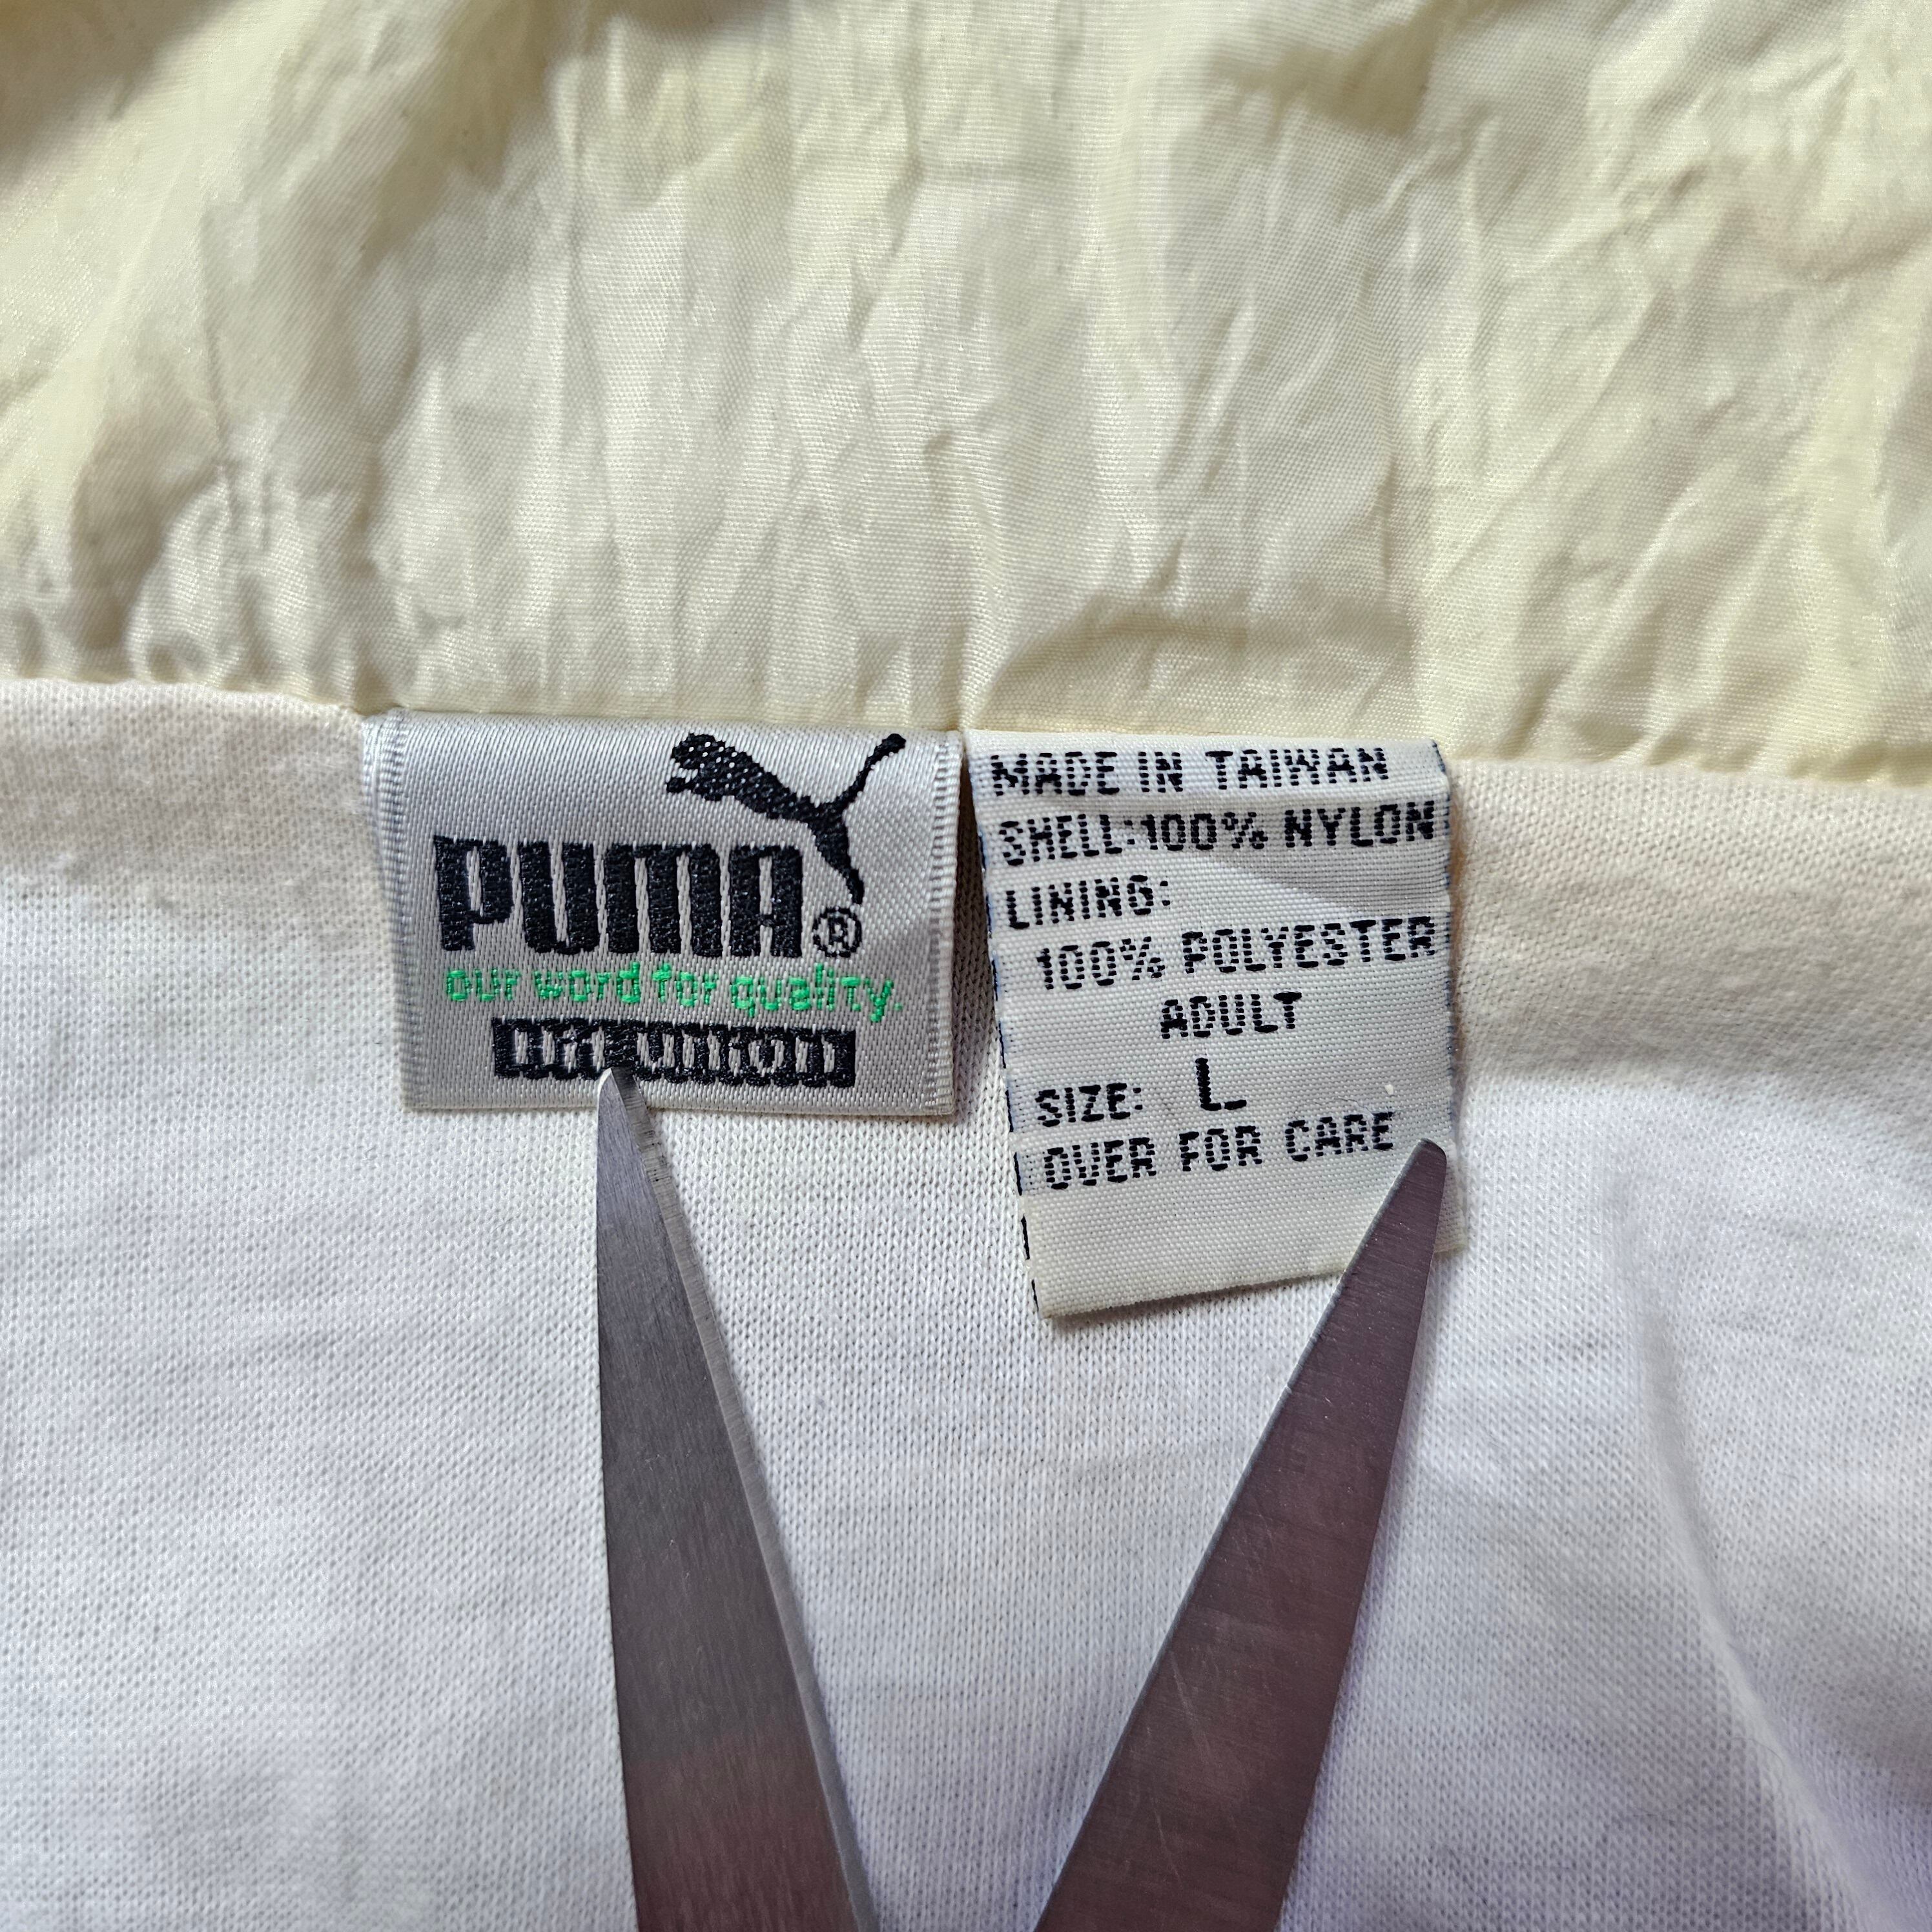 PUMA®
our word for quality.
MADE IN TAIWAN
SHELL:100% NYLON
LINING:
100% POLYESTER
ADULT
SIZE: L
OVER FOR CARE